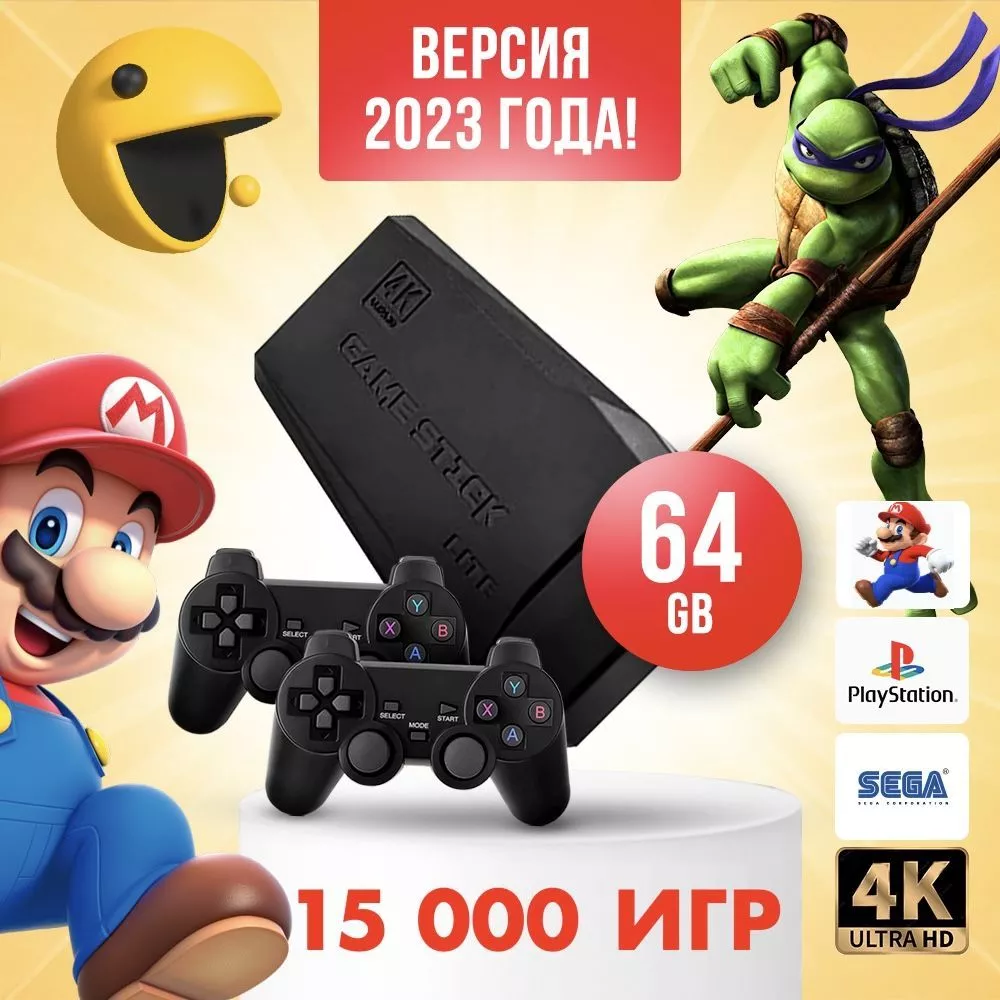 ВЕРСИЯ
2023 ГОДА!
4K
GAME STICK
LITE
M
64
GB
Y
X
B
A
SELECT
RT
SELECT
MODE
START
Y
X
B
A
M
PlayStation
SEGA®
SEGA CORPORATION
4K
ULTRA HD
15 000 ИГР